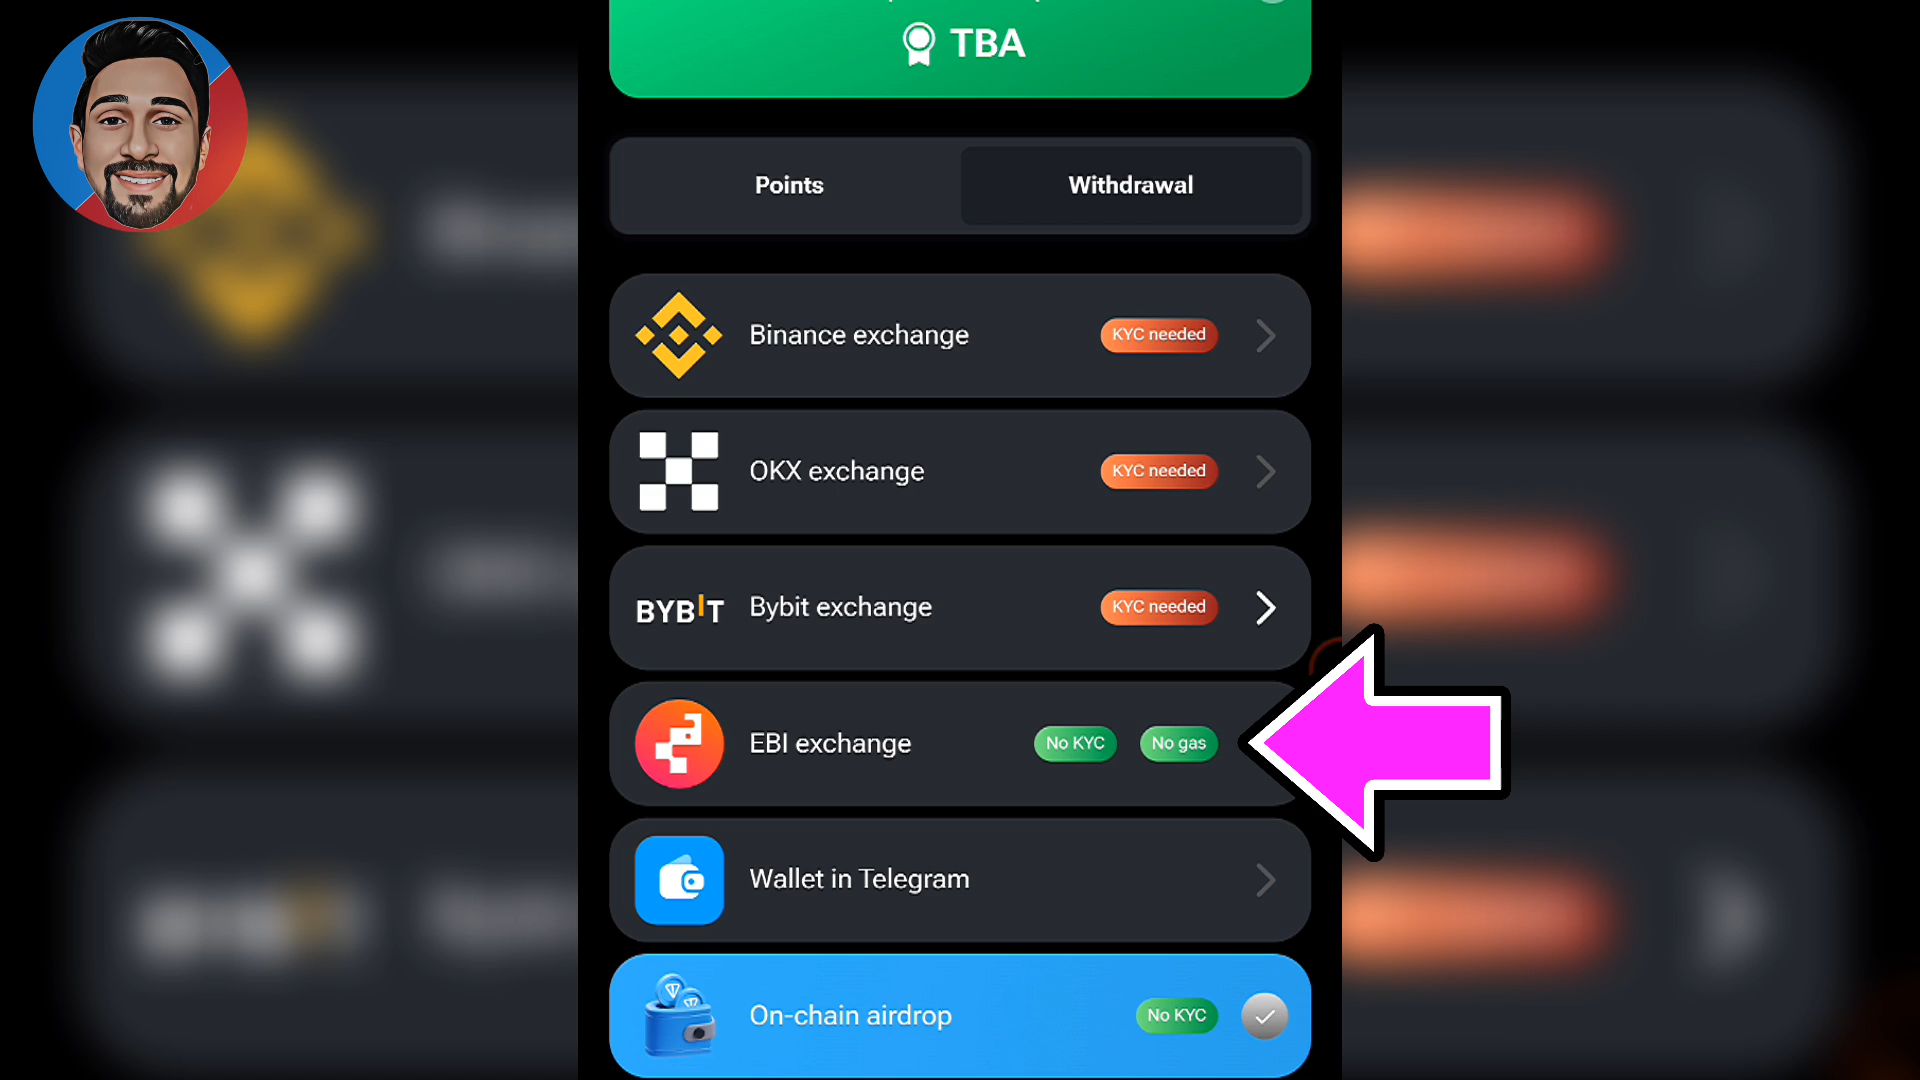 TBA
Points
Withdrawal
Binance exchange
KYC needed
OKX exchange
KYC needed
BYBIT
Bybit exchange
KYC needed
EBI exchange
No KYC
No gas
Wallet in Telegram
On-chain airdrop
No KYC